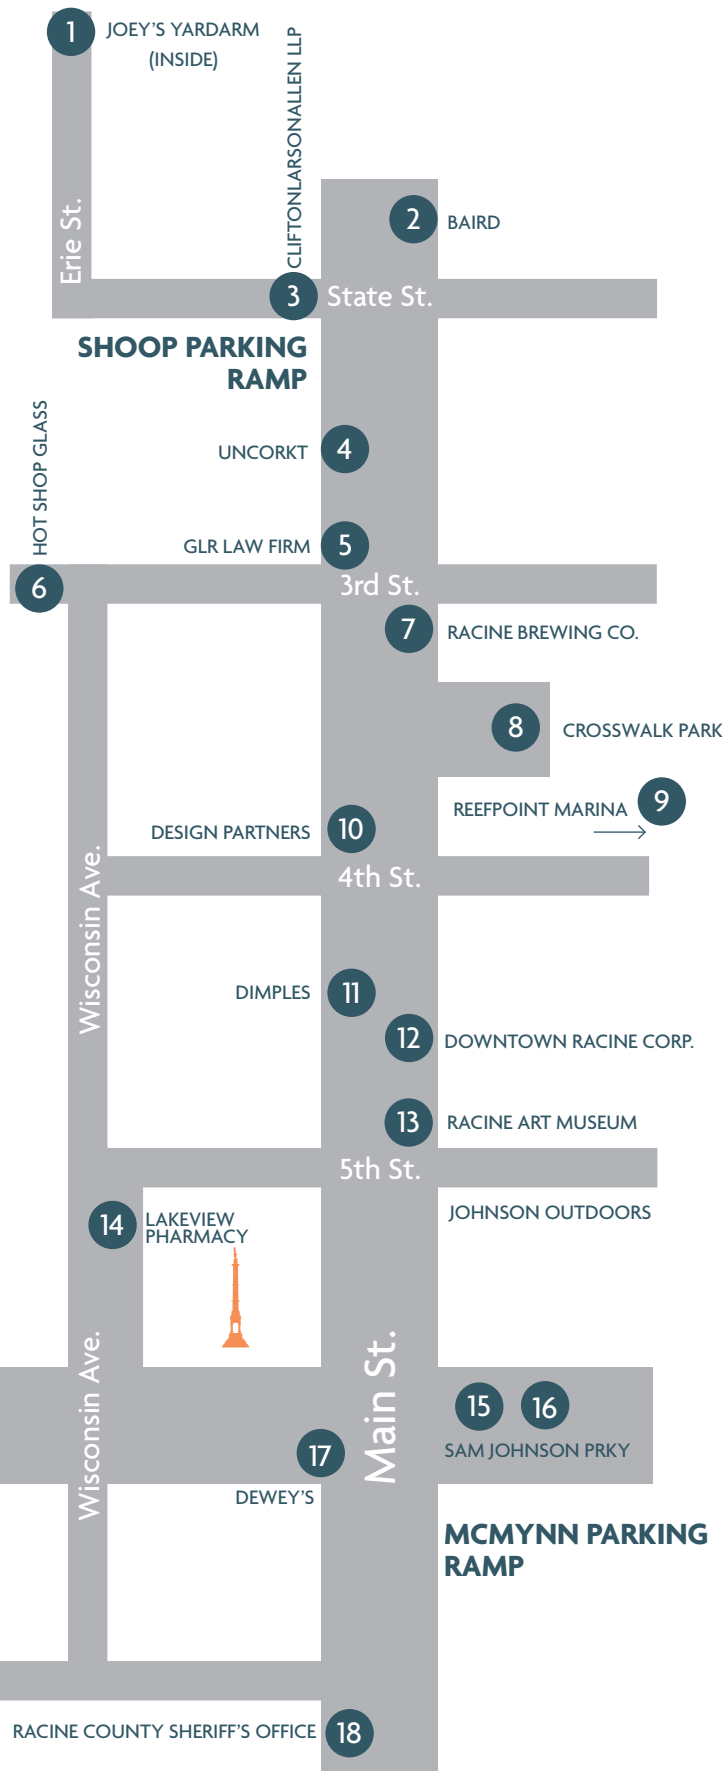 1
JOEY'S YARDARM
(INSIDE)
CLIFTONLARSONALLEN LLP
Erie St.
2
BAIRD
3
State St.
SHOOP PARKING
RAMP
HOT SHOP GLASS
UNCORKT
4
GLR LAW FIRM
5
6
3rd St.
7
RACINE BREWING CO.
8
CROSSWALK PARK
REEFPOINT MARINA
9
DESIGN PARTNERS
10
Wisconsin Ave.
4th St.
DIMPLES
11
12
DOWNTOWN RACINE CORP.
13
RACINE ART MUSEUM
5th St.
14
LAKEVIEW
PHARMACY
JOHNSON OUTDOORS
Wisconsin Ave.
Main St.
15
16
SAM JOHNSON PRKY
17
DEWEY'S
MCMYNN PARKING
RAMP
RACINE COUNTY SHERIFF'S OFFICE
18